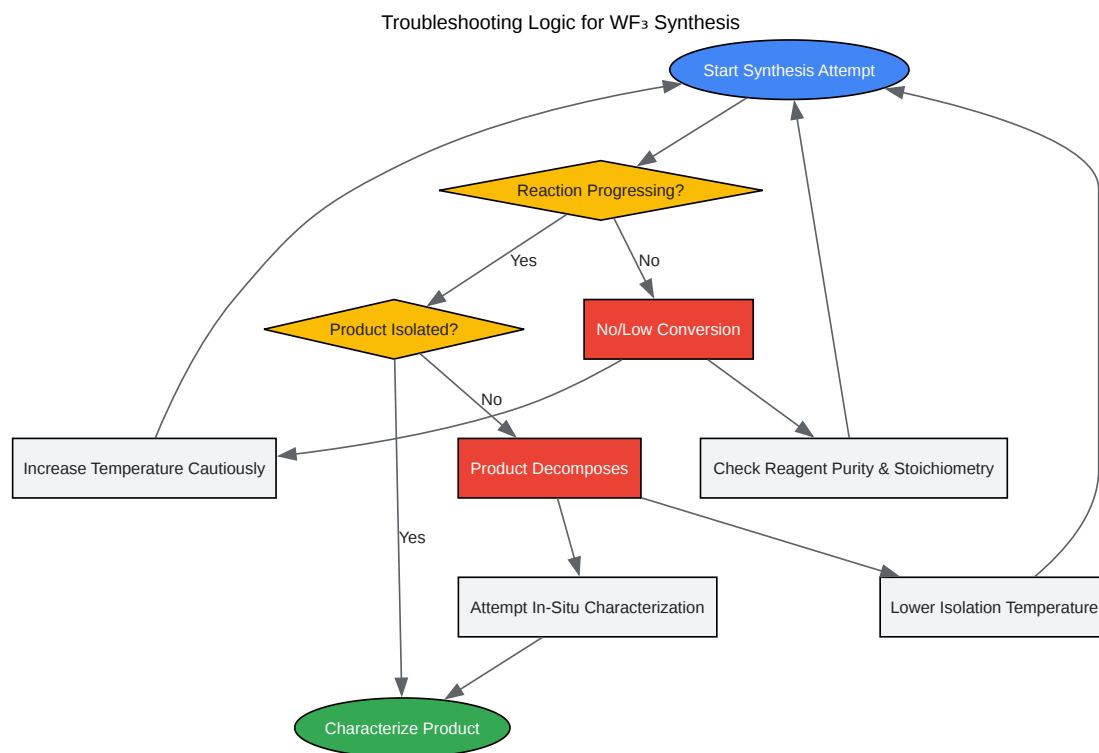 Troubleshooting Logic for WF₃ Synthesis
Start Synthesis Attempt
Reaction Progressing?
Yes
No
Product Isolated?
No/Low Conversion
No
Increase Temperature Cautiously
Product Decomposes
Check Reagent Purity & Stoichiometry
Yes
Attempt In-Situ Characterization
Lower Isolation Temperature
Characterize Product